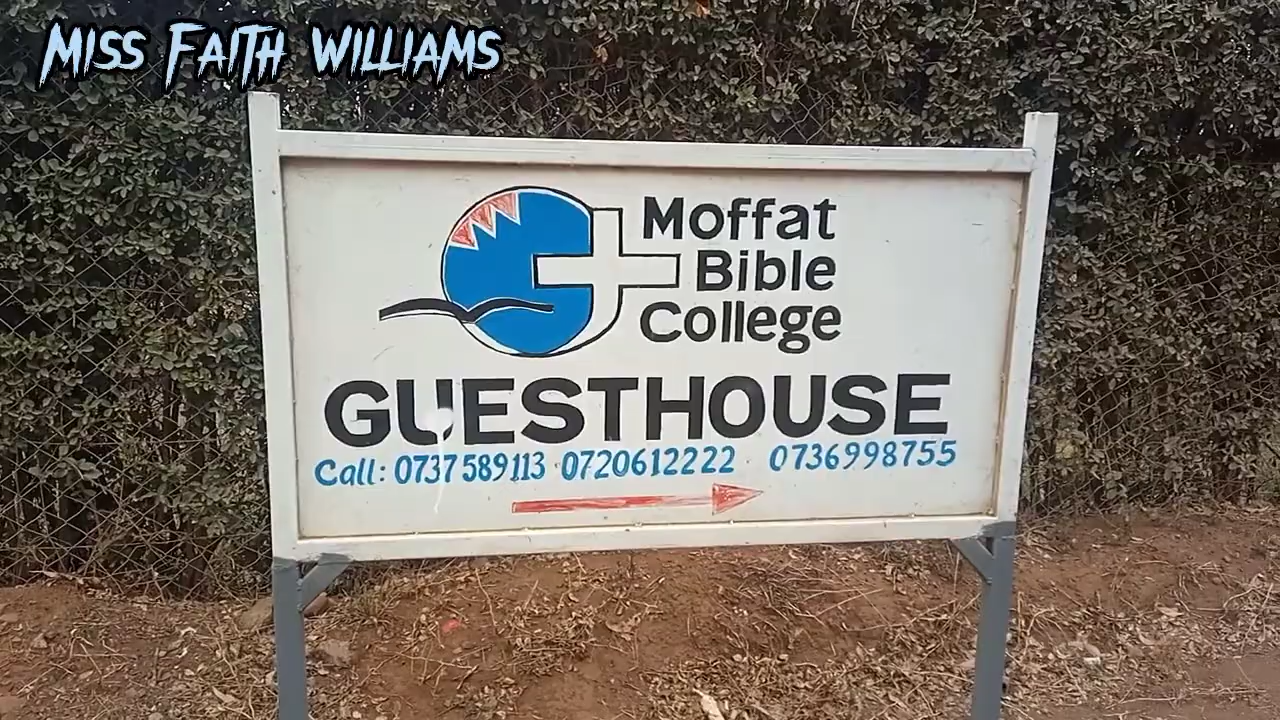 MISS FAITH WILLIAMS
Moffat
Bible
College
GUESTHOUSE
Call: 0737589113 0720612222 0736998755